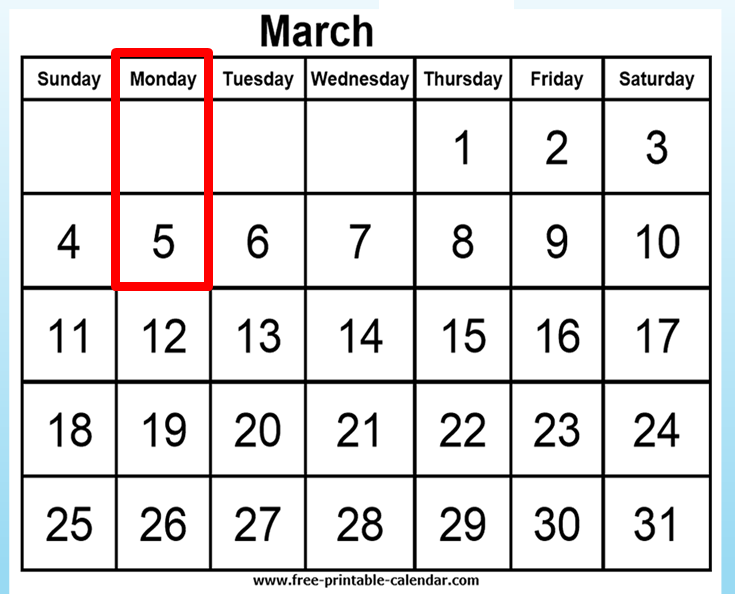 March
Sunday Monday Tuesday Wednesday Thursday Friday Saturday
1 2 3
4 5 6 7 8 9 10
11 12 13 14 15 16 17
18 19 20 21 22 23 24
25 26 27 28 29 30 31
www.free-printable-calendar.com